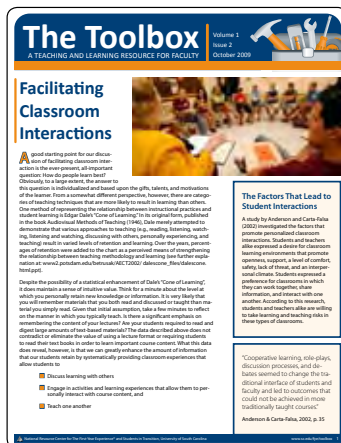 The Toolbox
A TEACHING AND LEARNING RESOURCE FOR FACULTY
Volume 1
Issue 2
October 2009
Facilitating
Classroom
Interactions
A good starting point for our discus-
sion of facilitating classroom inter-
action is the ever-present, all-important
question: How do people learn best?
Obviously, to a large extent, the answer to
this question is individualized and based upon the gifts, talents, and motivations
of the learner. From a somewhat different perspective, however, there are catego-
ries of teaching techniques that are more likely to result in learning than others.
One method of representing the relationship between instructional practices and
student learning is Edgar Dale's "Cone of Learning." In its original form, published
in the book Audiovisual Methods of Teaching (1946), Dale merely attempted to
demonstrate that various approaches to teaching (e.g., reading, listening, watch-
ing, listening and watching, discussing with others, personally experiencing, and
teaching) result in varied levels of retention and learning. Over the years, percent-
ages of retention were added to the chart as a perceived means of strengthening
the relationship between teaching methodology and learning (see further expla-
nation at: www2.potsdam.edu/betrusak/AECT2002/ dalescone_files/dalescone.
html.ppt).
Despite the possibility of a statistical enhancement of Dale's "Cone of Learning",
it does maintain a sense of intuitive value. Think for a minute about the level at
which you personally retain new knowledge or information. It is very likely that
you will remember materials that you both read and discussed or taught than ma-
terial you simply read. Given that initial assumption, take a few minutes to reflect
on the manner in which you typically teach. Is there a significant emphasis on
remembering the content of your lectures? Are your students required to read and
digest large amounts of text-based materials? The data described above does not
contradict or eliminate the value of using a lecture format or requiring students
to read their text books in order to learn important course content. What this data
does reveal, however, is that we can greatly enhance the amount of information
that our students retain by systematically providing classroom experiences that
allow students to
Discuss learning with others
Engage in activities and learning experiences that allow them to per-
sonally interact with course content, and
Teach one another
The Factors That Lead to
Student Interactions
A study by Anderson and Carta-Falsa
(2002) investigated the factors that
promote personalized classroom
interactions. Students and teachers
alike expressed a desire for classroom
learning environments that promote
openness, support, a level of comfort,
safety, lack of threat, and an interper-
sonal climate. Students expressed a
preference for classrooms in which
they can work together, share
information, and interact with one
another. According to this research,
students and teachers alike are willing
to take learning and teaching risks in
these types of classrooms.
"Cooperative learning, role-plays,
discussion processes, and de-
bates seemed to change the tra-
ditional interface of students and
faculty and led to outcomes that
could not be achieved in more
traditionally taught courses."
Anderson & Carta-Falsa, 2002, p. 35
National Resource Center for The First-Year Experience® and Students in Transition, University of South Carolina
www.sc.edu/fye/toolbox 1